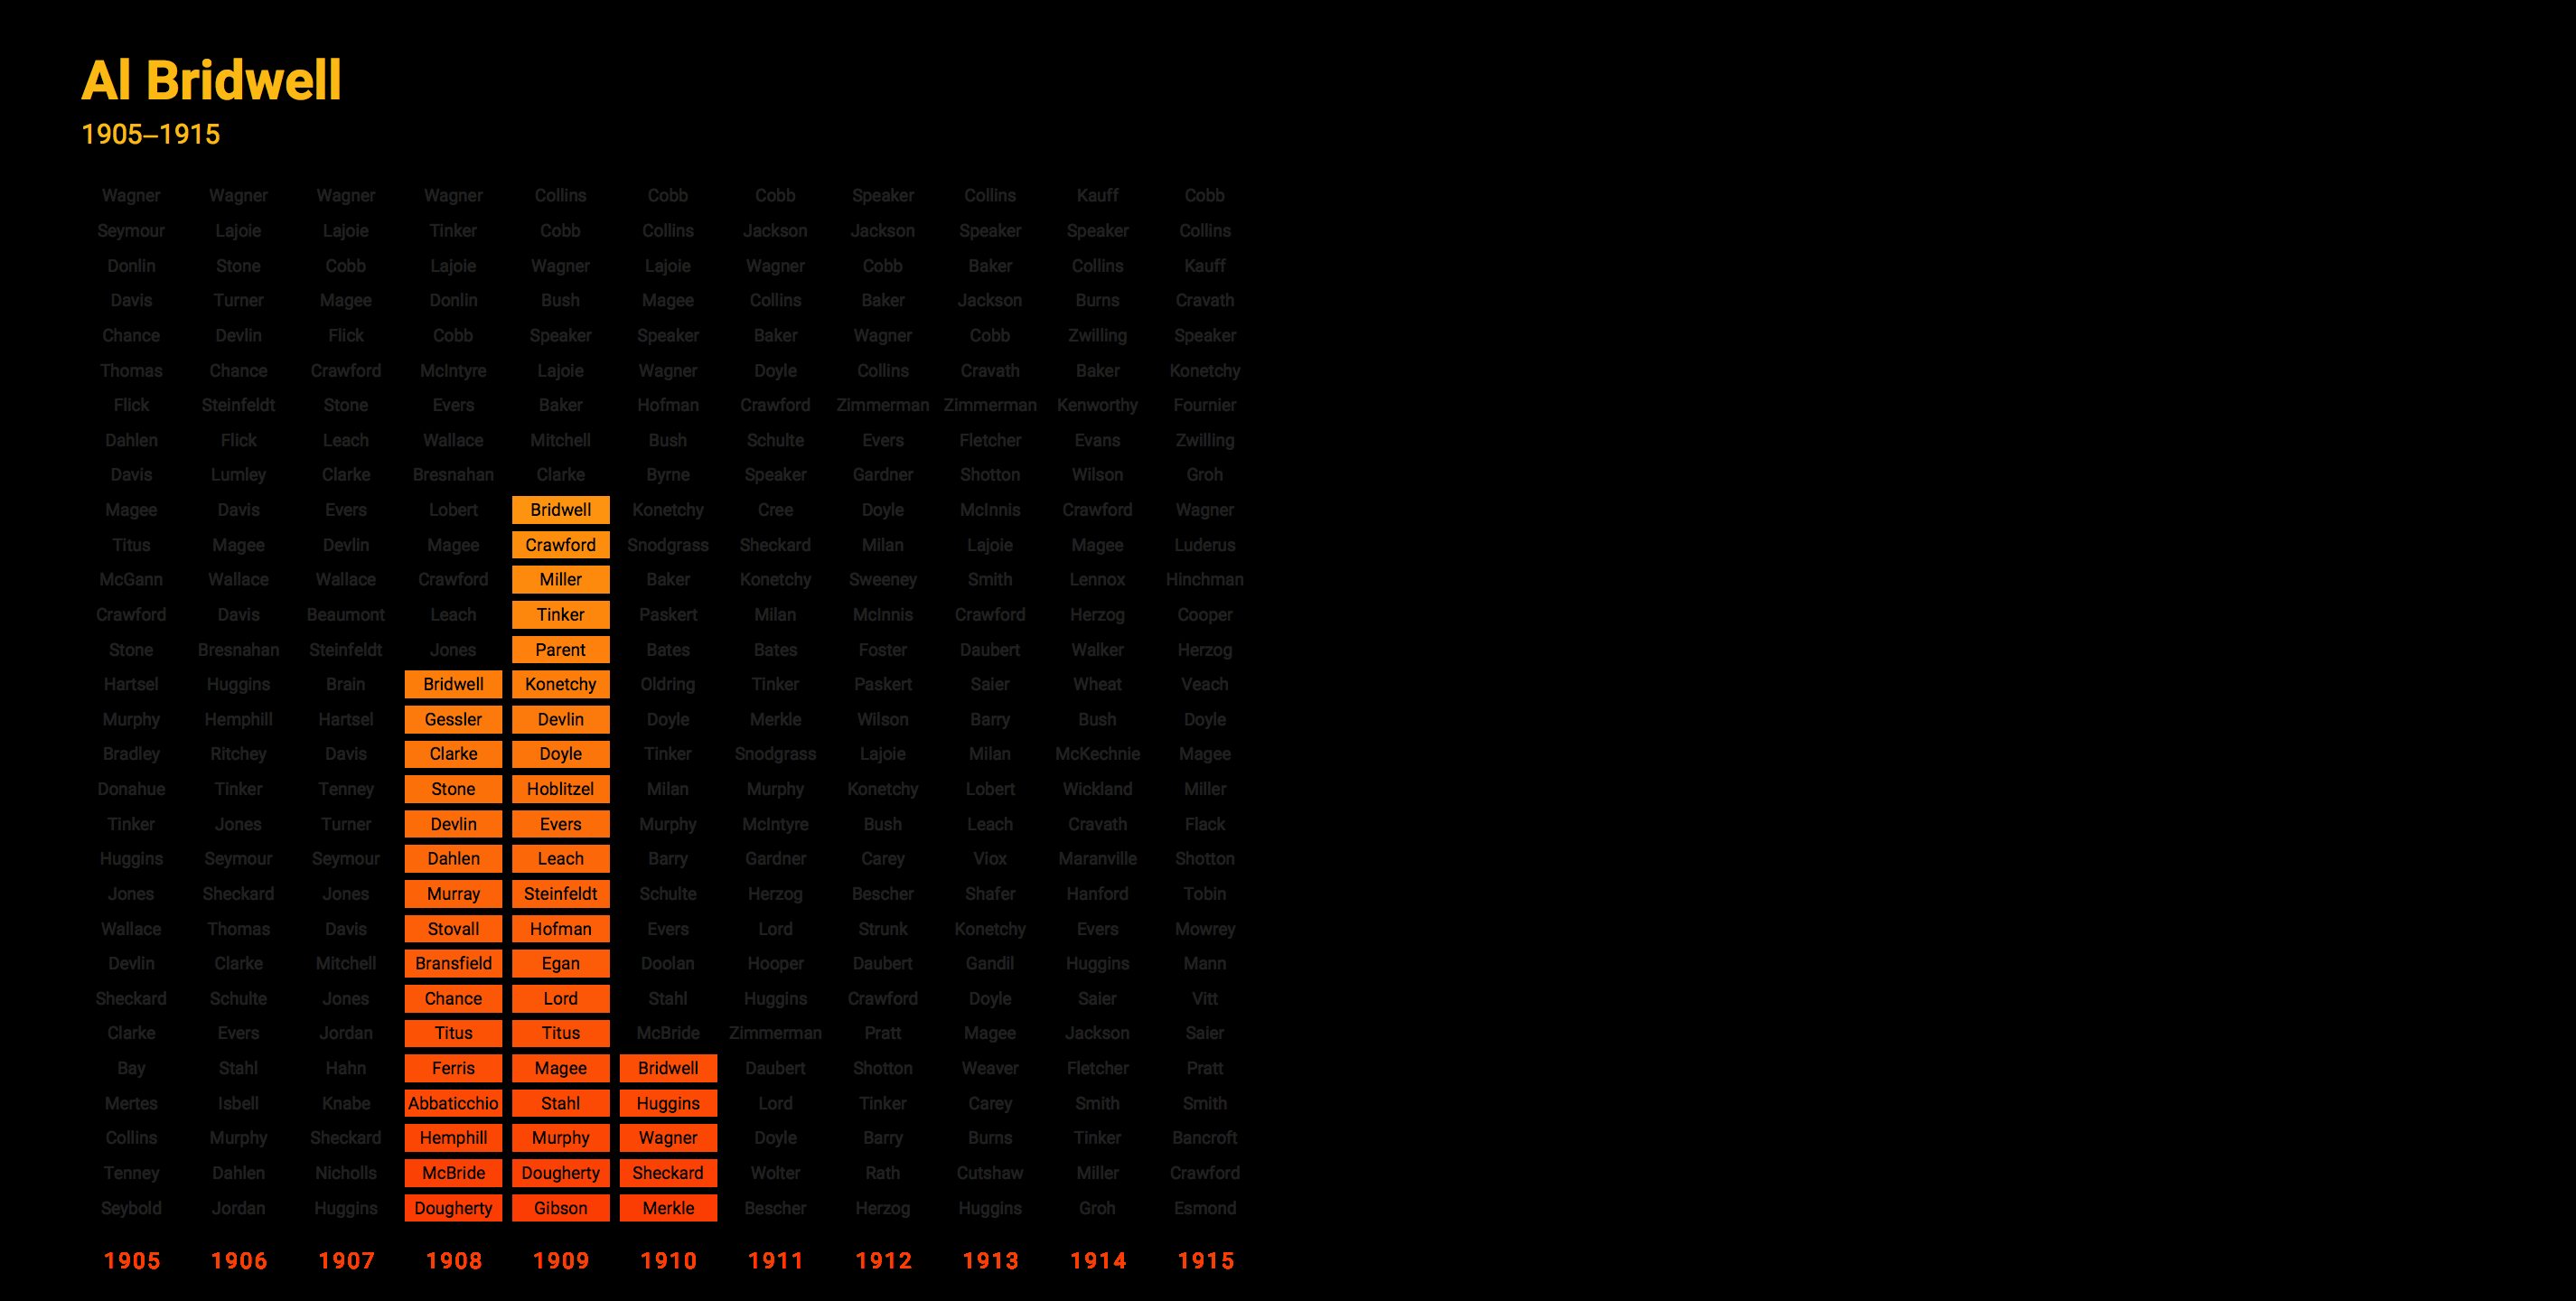 Al Bridwell
1905–1915
Wagner Wagner Wagner Wagner Collins Cobb Cobb Speaker Collins Kauff Cobb
Seymour Lajoie Lajoie Tinker Cobb Collins Jackson Jackson Speaker Speaker Collins
Donlin Stone Cobb Lajoie Wagner Lajoie Wagner Cobb Baker Collins Kauff
Davis Turner Magee Donlin Bush Magee Collins Baker Jackson Burns Cravath
Chance Devlin Flick Cobb Speaker Speaker Baker Wagner Cobb Zwilling Speaker
Thomas Chance Crawford McIntyre Lajoie Wagner Doyle Collins Cravath Baker Konetchy
Flick Steinfeldt Stone Evers Baker Hofman Crawford Zimmerman Zimmerman Kenworthy Fournier
Dahlen Flick Leach Wallace Mitchell Bush Schulte Evers Fletcher Evans Zwilling
Davis Lumley Clarke Bresnahan Clarke Byrne Speaker Gardner Shotton Wilson Groh
Magee Davis Evers Lobert Bridwell Konetchy Cree Doyle McInnis Crawford Wagner
Titus Magee Devlin Magee Crawford Snodgrass Sheckard Milan Lajoie Magee Luderus
McGann Wallace Wallace Crawford Miller Baker Konetchy Sweeney Smith Lennox Hinchman
Crawford Davis Beaumont Leach Tinker Paskert Milan McInnis Crawford Herzog Cooper
Stone Bresnahan Steinfeldt Jones Parent Bates Bates Foster Daubert Walker Herzog
Hartsel Huggins Brain Bridwell Konetchy Oldring Tinker Paskert Saier Wheat Veach
Murphy Hemphill Hartsel Gessler Devlin Doyle Merkle Wilson Barry Bush Doyle
Bradley Ritchey Davis Clarke Doyle Tinker Snodgrass Lajoie Milan McKechnie Magee
Donahue Tinker Tenney Stone Hoblitzel Milan Murphy Konetchy Lobert Wickland Miller
Tinker Jones Turner Devlin Evers Murphy McIntyre Bush Leach Cravath Flack
Huggins Seymour Seymour Dahlen Leach Barry Gardner Carey Viox Maranville Shotton
Jones Sheckard Jones Murray Steinfeldt Schulte Herzog Bescher Shafer Hanford Tobin
Wallace Thomas Davis Stovall Hofman Evers Lord Strunk Konetchy Evers Mowrey
Devlin Clarke Mitchell Bransfield Egan Doolan Hooper Daubert Gandil Huggins Mann
Sheckard Schulte Jones Chance Lord Stahl Huggins Crawford Doyle Saier Vitt
Clarke Evers Jordan Titus Titus McBride Zimmerman Pratt Magee Jackson Saier
Bay Stahl Hahn Ferris Magee Bridwell Daubert Shotton Weaver Fletcher Pratt
Mertes Isbell Knabe Abbaticchio Stahl Huggins Lord Tinker Carey Smith Smith
Collins Murphy Sheckard Hemphill Murphy Wagner Doyle Barry Burns Tinker Bancroft
Tenney Dahlen Nicholls McBride Dougherty Sheckard Wolter Rath Cutshaw Miller Crawford
Seybold Jordan Huggins Dougherty Gibson Merkle Bescher Herzog Huggins Groh Esmond
1905 1906 1907 1908 1909 1910 1911 1912 1913 1914 1915